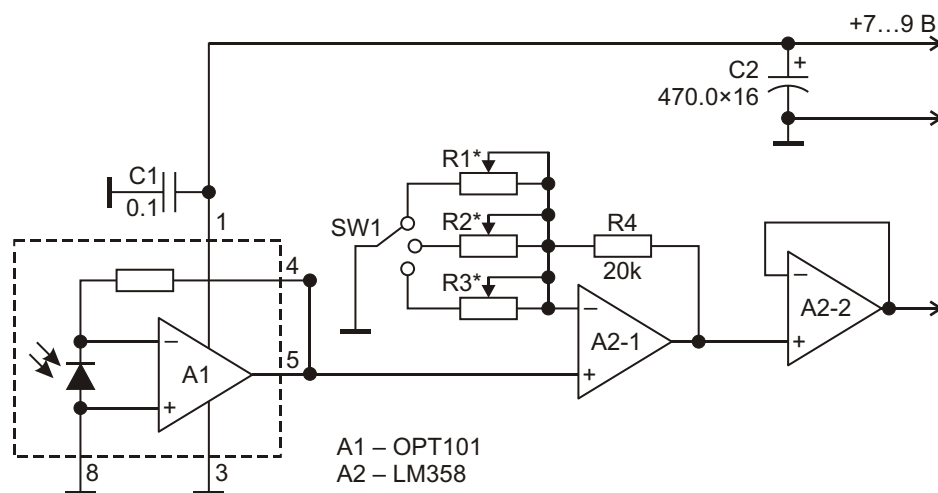 +7...9 В
C2
+
470.0×16
C1
0.1
1
R1*
SW1
R2*
R4
20k
R3*
4
–
A1
+
5
–
A2-1
+
–
A2-2
+
8
3
A1 – OPT101
A2 – LM358